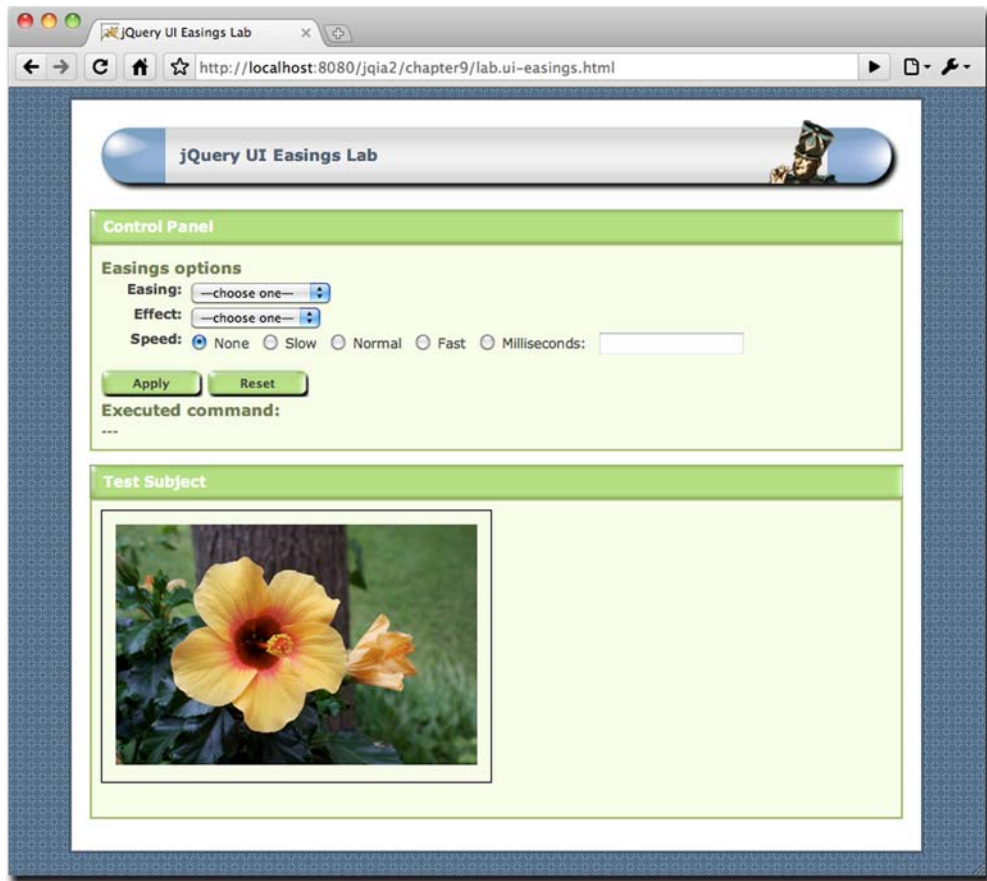 jQuery UI Easings Lab
http://localhost:8080/jqia2/chapter9/lab.ui-easings.html
jQuery UI Easings Lab
Control Panel
Easings options
Easing: —choose one—
Effect: —choose one—
Speed: None Slow Normal Fast Milliseconds:
Apply Reset
Executed command:
---
Test Subject